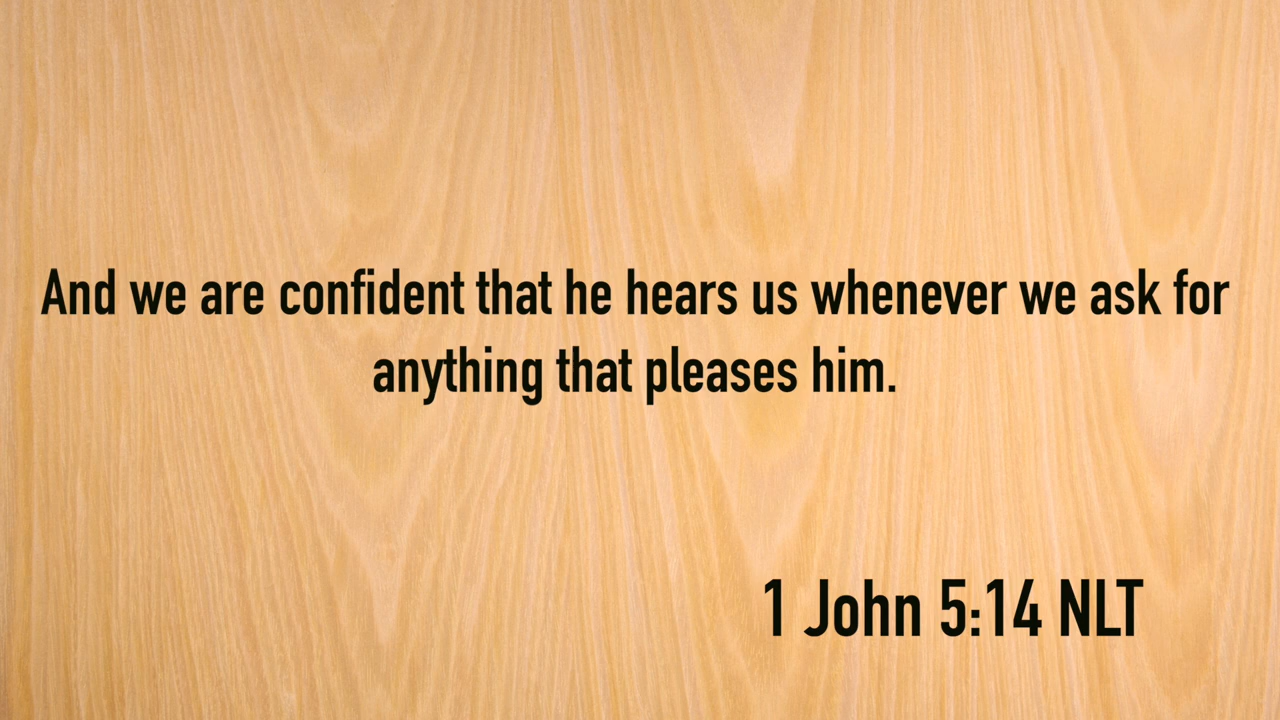 And we are confident that he hears us whenever we ask for
anything that pleases him.
1 John 5:14 NLT